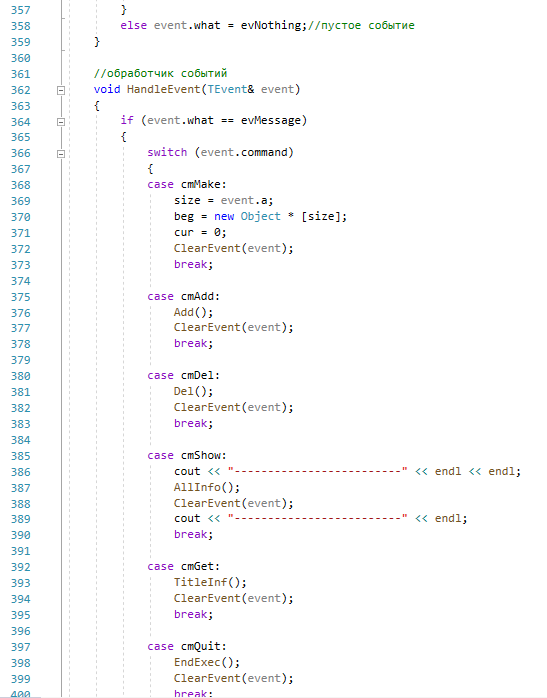 357 }
358 else event.what = evNothing;//пустое событие
359 }
360
361 //обработчик событий
362 void HandleEvent(TEvent& event)
363 {
364 if (event.what == evMessage)
365 {
366 switch (event.command)
367 {
368 case cmMake:
369 size = event.a;
370 beg = new Object * [size];
371 cur = 0;
372 ClearEvent(event);
373 break;
374
375 case cmAdd:
376 Add();
377 ClearEvent(event);
378 break;
379
380 case cmDel:
381 Del();
382 ClearEvent(event);
383 break;
384
385 case cmShow:
386 cout << "-------------------------" << endl << endl;
387 AllInfo();
388 ClearEvent(event);
389 cout << "-------------------------" << endl;
390 break;
391
392 case cmGet:
393 TitleInf();
394 ClearEvent(event);
395 break;
396
397 case cmQuit:
398 EndExec();
399 ClearEvent(event);
400 break;